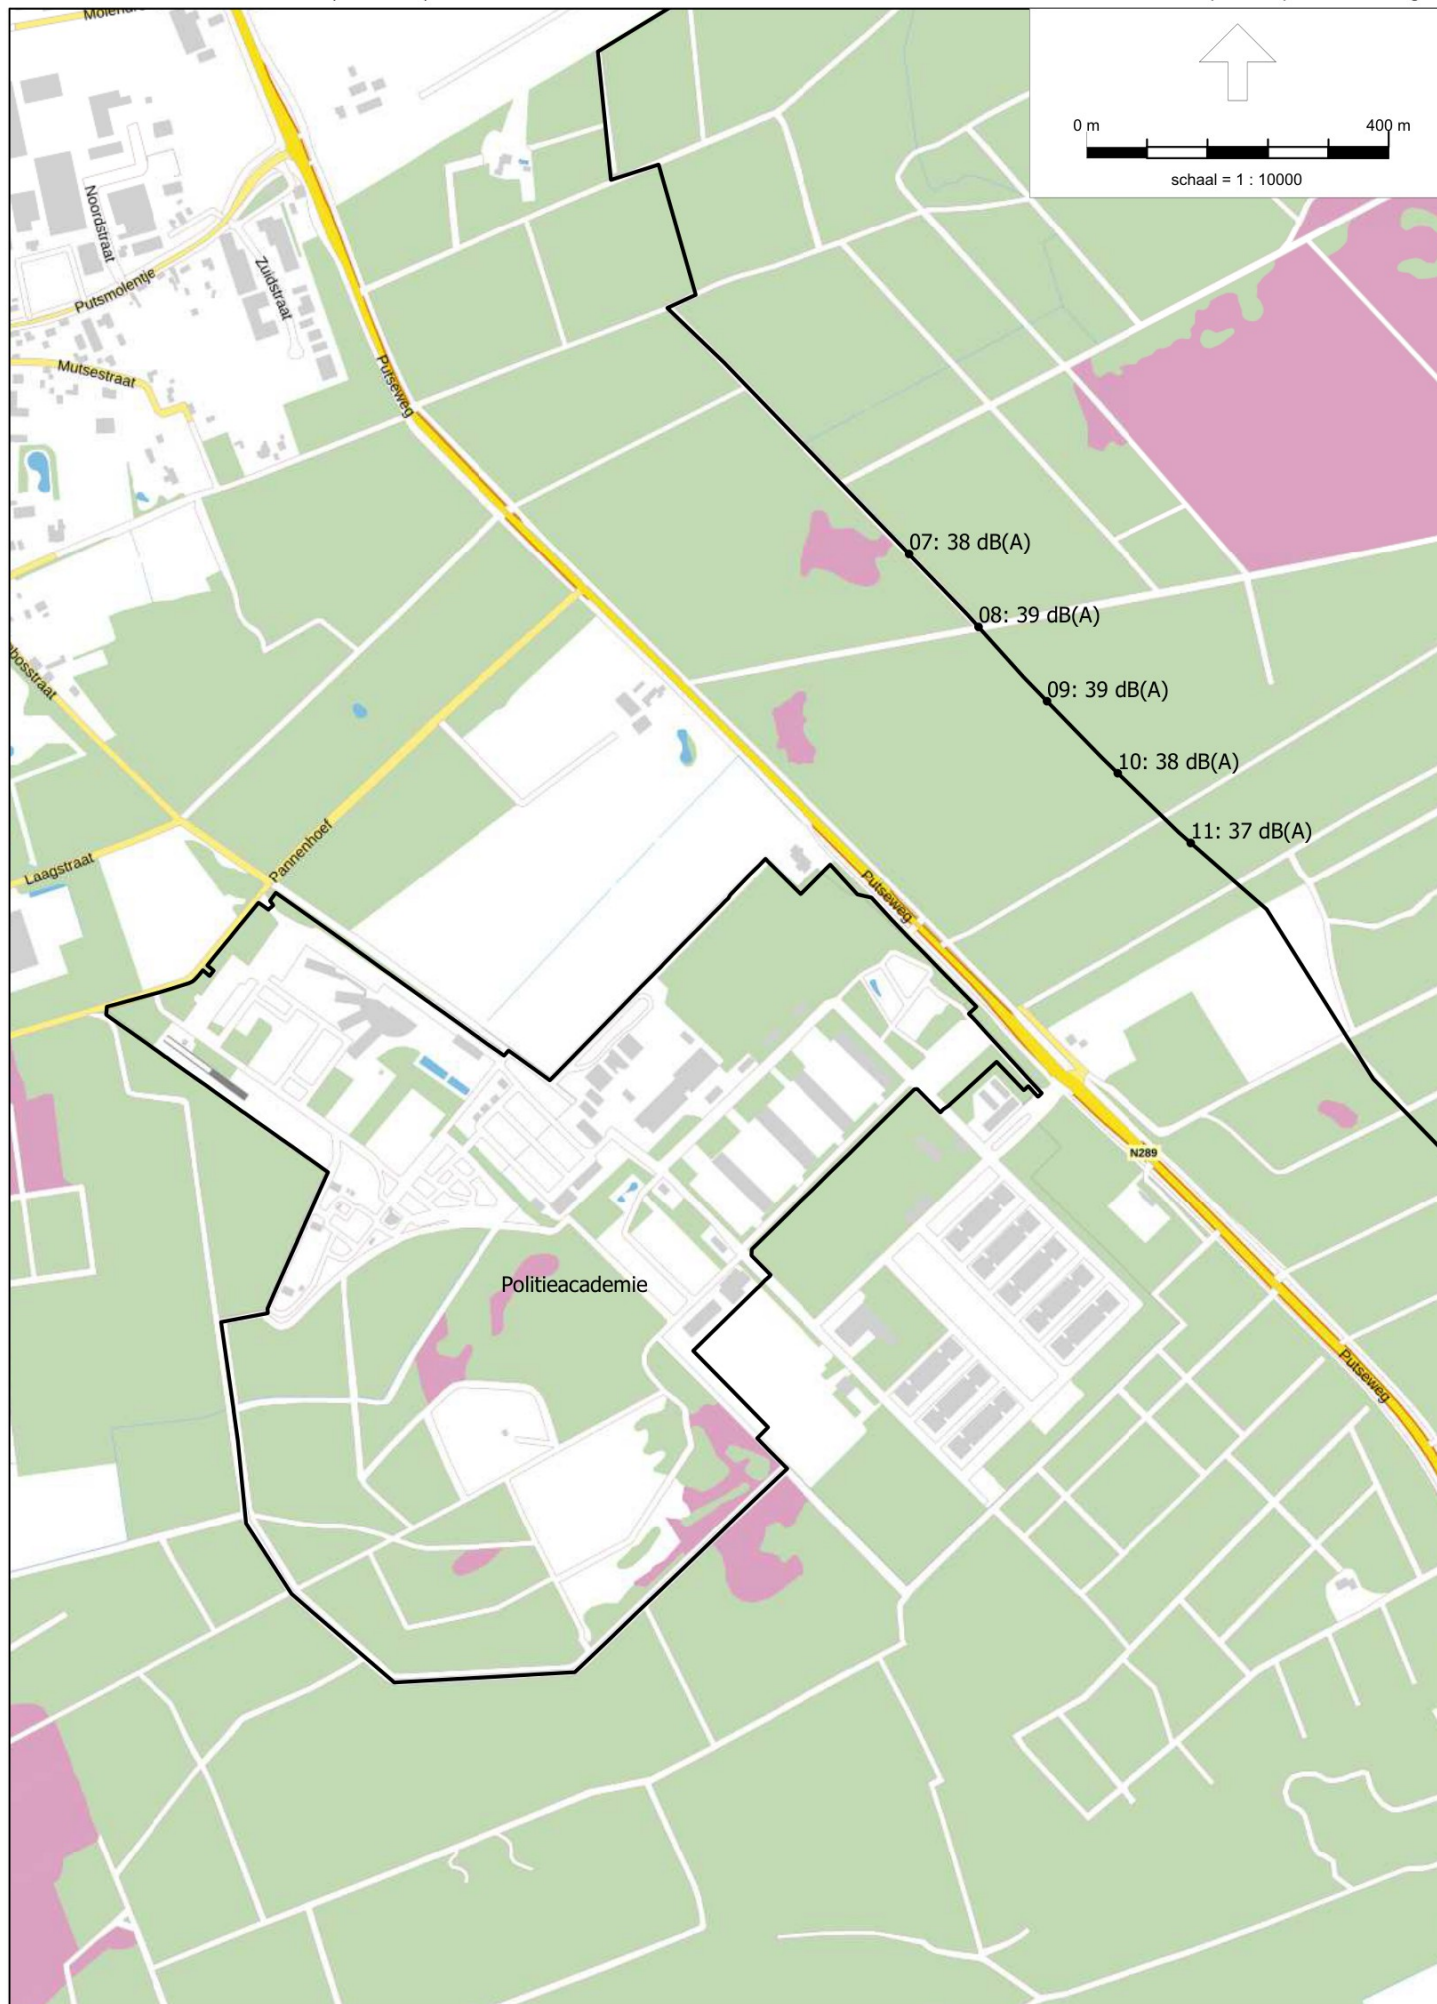 0 m
400 m
schaal = 1 : 10000
Noordstraat
Zuidstraat
Putsmolentje
Mutsestraat
Putseweg
07: 38 dB(A)
08: 39 dB(A)
09: 39 dB(A)
10: 38 dB(A)
11: 37 dB(A)
bosstraat
Pannenhoef
Laagstraat
Putseweg
N289
Politieacademie
Putseweg